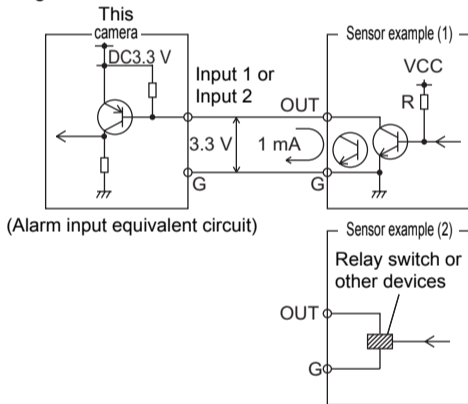 This
camera
DC3.3 V
Input 1 or
Input 2
3.3 V
1 mA
G
(Alarm input equivalent circuit)
Sensor example (1)
VCC
OUT
R
G
Sensor example (2)
Relay switch or
other devices
OUT
G